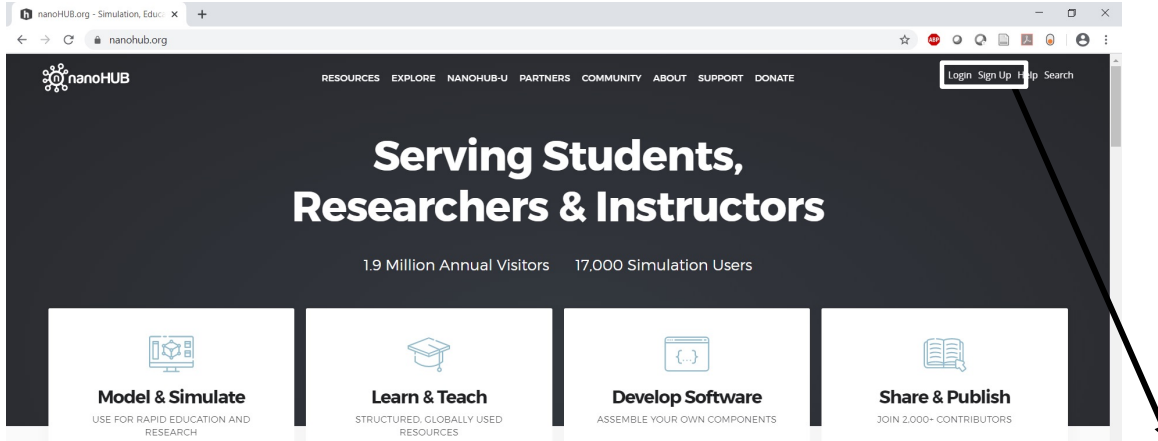 nanoHUB.org - Simulation, Educa
nanohub.org
ABP
nanoHUB
RESOURCES EXPLORE NANOHUB-U PARTNERS COMMUNITY ABOUT SUPPORT DONATE
Login Sign Up Help Search
Serving Students,
Researchers & Instructors
1.9 Million Annual Visitors 17,000 Simulation Users
Model & Simulate
USE FOR RAPID EDUCATION AND
RESEARCH
Learn & Teach
STRUCTURED, GLOBALLY USED
RESOURCES
Develop Software
ASSEMBLE YOUR OWN COMPONENTS
Share & Publish
JOIN 2,000+ CONTRIBUTORS